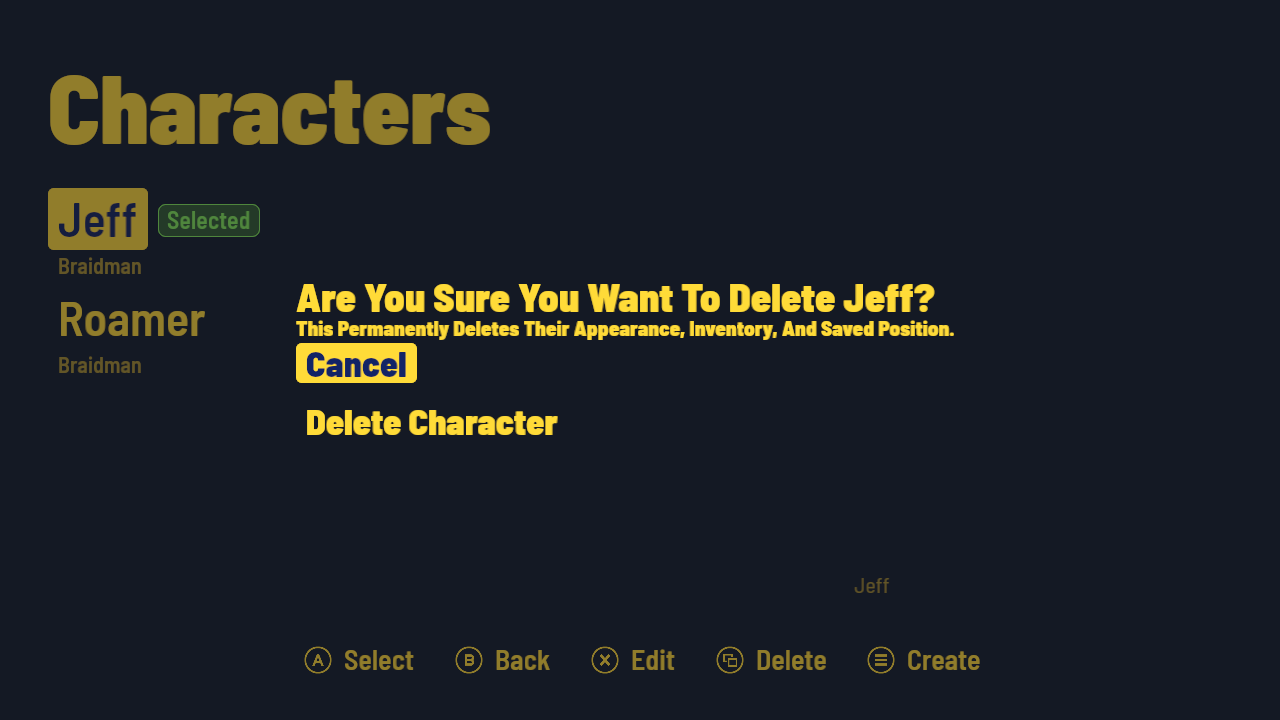 Characters
Jeff Selected
Braidman
Roamer
Braidman
Are You Sure You Want To Delete Jeff?
This Permanently Deletes Their Appearance, Inventory, And Saved Position.
Cancel
Delete Character
Jeff
A Select B Back X Edit Delete Create